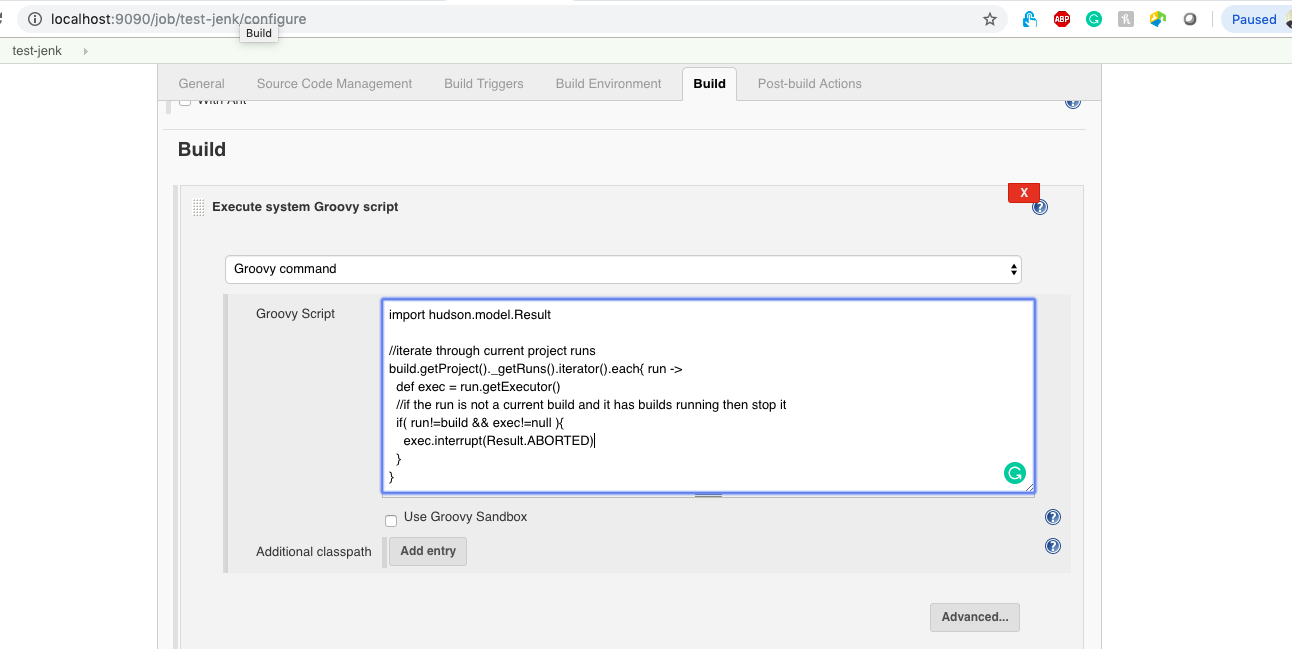 localhost:9090/job/test-jenk/configure
ABP
Paused
Build
test-jenk
General Source Code Management Build Triggers Build Environment Build Post-build Actions
With Ant
Build
X
Execute system Groovy script
Groovy command
Groovy Script
import hudson.model.Result
//iterate through current project runs
build.getProject()._getRuns().iterator().each{ run ->
def exec = run.getExecutor()
//if the run is not a current build and it has builds running then stop it
if( run!=build && exec!=null ){
exec.interrupt(Result.ABORTED)
}
}
Use Groovy Sandbox
Additional classpath Add entry
Advanced...